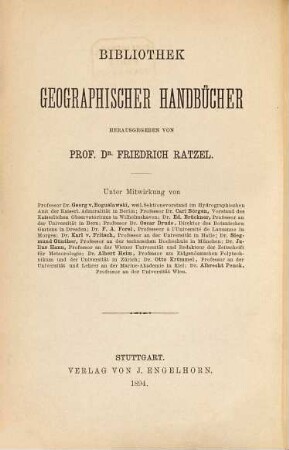 BIBLIOTHEK
GEOGRAPHISCHER HANDBÜCHER
HERAUSGEGEBEN VON
PROF. DR. FRIEDRICH RATZEL.
Unter Mitwirkung von
Professor Dr. Georg v. Boguslawski, weil. Sektionsvorstand im Hydrographischen
Amt der Kaiserl. Admiralität in Berlin; Professor Dr. Carl Börgen, Vorstand des
Kaiserlichen Observatoriums in Wilhelmshaven; Dr. Ed. Brückner, Professor an
der Universität in Bern; Professor Dr. Oscar Drude, Direktor des Botanischen
Gartens in Dresden; Dr. F. A. Forel, Professeur à l'Université de Lausanne in
Morges; Dr. Karl v. Fritsch, Professor an der Universität in Halle; Dr. Sieg-
mund Günther, Professor an der technischen Hochschule in München; Dr. Ju-
lius Hann, Professor an der Wiener Universität und Redakteur der Zeitschrift
für Meteorologie; Dr. Albert Heim, Professor am Eidgenössischen Polytech-
nikum und der Universität in Zürich; Dr. Otto Krümmel, Professor an der
Universität und Lehrer an der Marine-Akademie in Kiel; Dr. Albrecht Penck,
Professor an der Universität Wien.
STUTTGART.
VERLAG VON J. ENGELHORN.
1894.